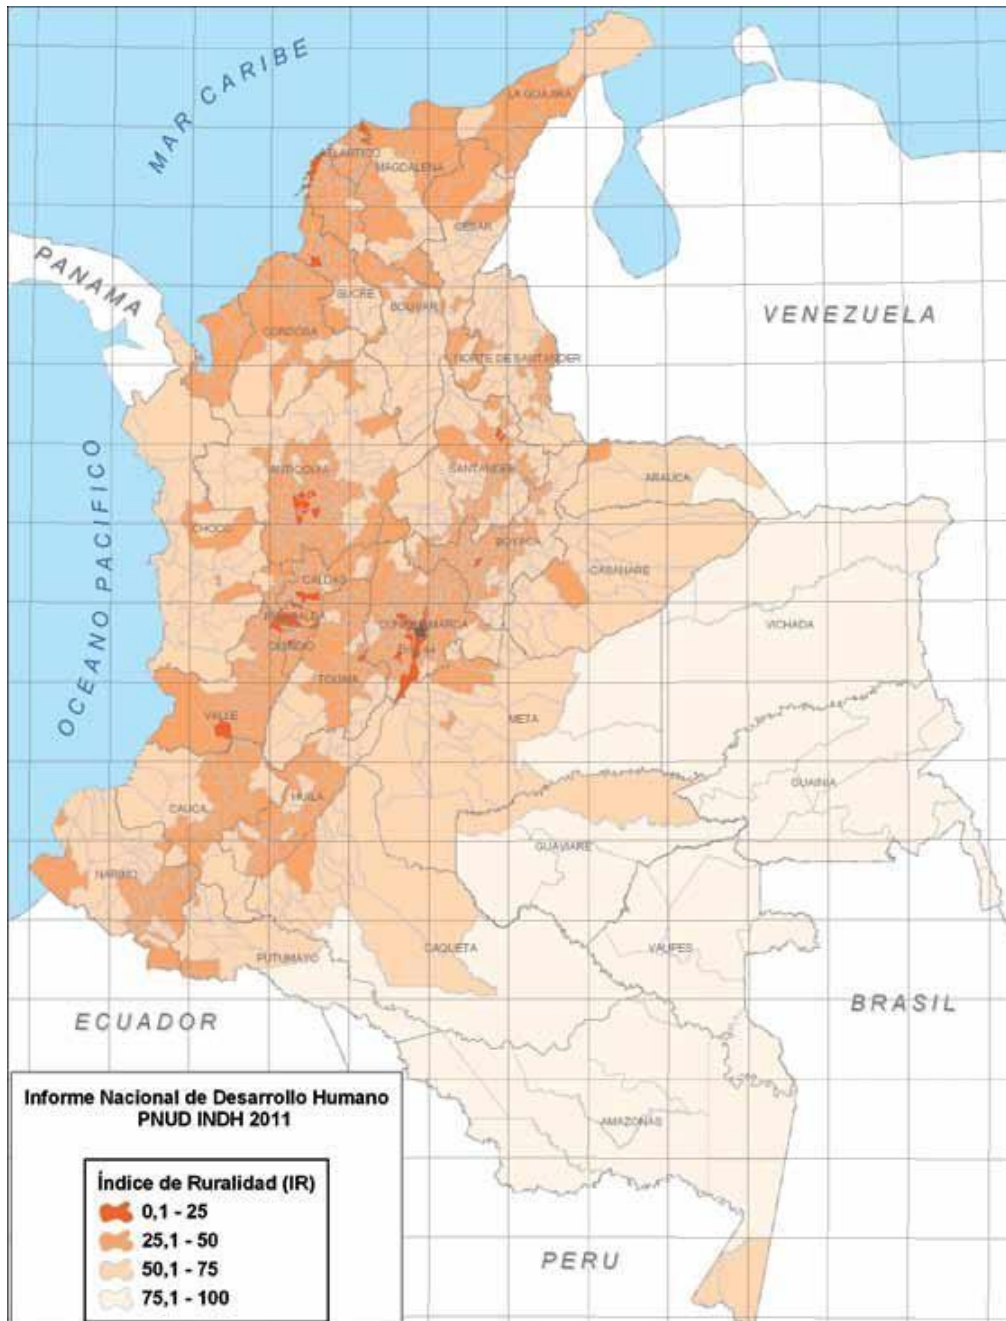 MAR CARIBE
LA GUAJIRA
ATLANTICO
MAGDALENA
CESAR
PANAMA
SUCRE
BOLIVAR
VENEZUELA
CORDOBA
NORTE DE SANTANDER
ANTIOQUIA
SANTANDER
ARAUCA
OCEANO PACIFICO
CHOCO
BOYACA
CASANARE
CALDAS
CUNDINAMARCA
VICHADA
QUINDIO
TOLIMA
VALLE
META
GUAINIA
HUILA
CAUCA
GUAVIARE
NARIÑO
CAQUETA
VAUPES
PUTUMAYO
BRASIL
ECUADOR
AMAZONAS
PERU
Informe Nacional de Desarrollo Humano
PNUD INDH 2011
Índice de Ruralidad (IR)
0,1 - 25
25,1 - 50
50,1 - 75
75,1 - 100